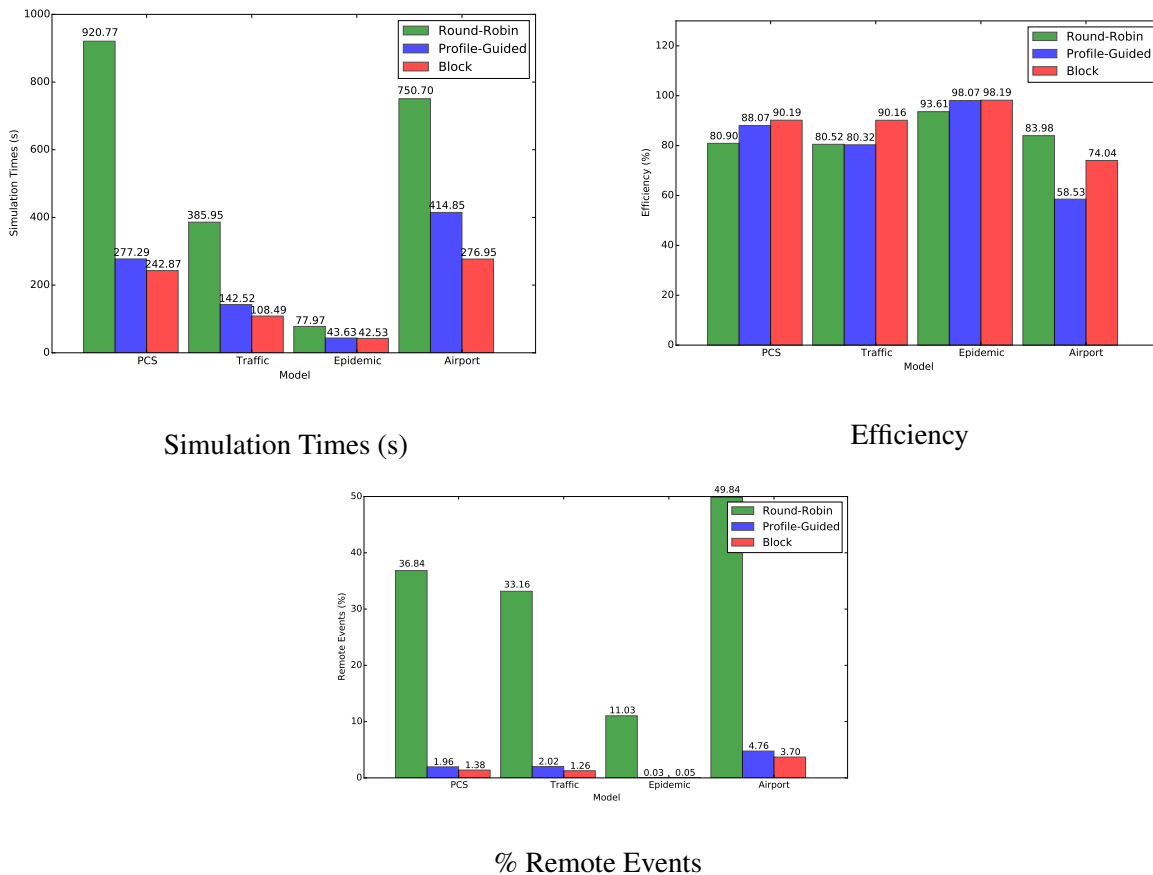 1000
800
600
400
200
0
Simulation Times (s)
920.77
277.29
242.87
385.95
142.52
108.49
77.97
43.63
42.53
750.70
414.85
276.95
Round-Robin
Profile-Guided
Block
PCS
Traffic
Epidemic
Airport
Model
Simulation Times (s)
120
100
80
60
40
20
0
Efficiency (%)
80.90
88.07
90.19
80.52
80.32
90.16
93.61
98.07
98.19
83.98
58.53
74.04
Round-Robin
Profile-Guided
Block
PCS
Traffic
Epidemic
Airport
Model
Efficiency
50
40
30
20
10
0
Remote Events (%)
36.84
1.96
1.38
33.16
2.02
1.26
11.03
0.03
0.05
49.84
4.76
3.70
Round-Robin
Profile-Guided
Block
PCS
Traffic
Epidemic
Airport
Model
% Remote Events